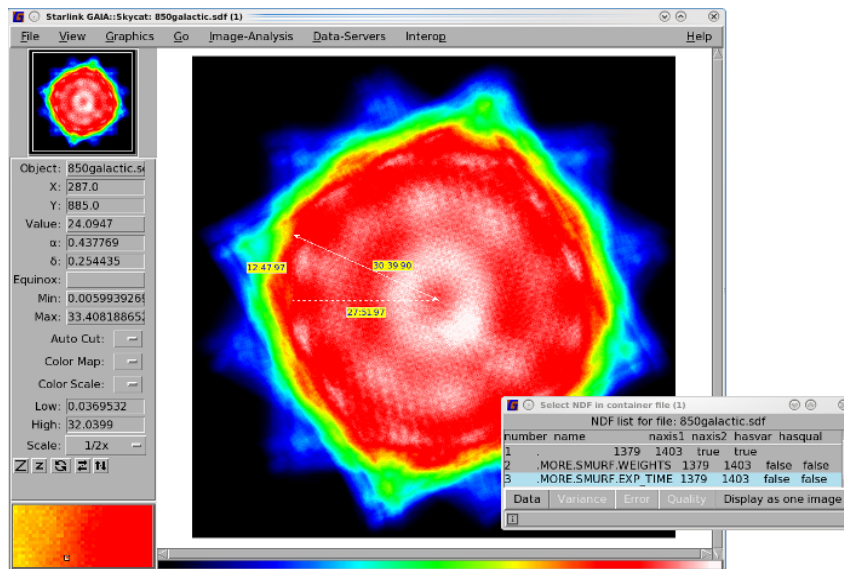 Starlink GAIA::Skycat: 850galactic.sdf (1)
File View Graphics Go Image-Analysis Data-Servers Interop Help
Object: 850galactic.s
X: 287.0
Y: 885.0
Value: 24.0947
α: 0.437769
δ: 0.254435
Equinox:
Min: 0.0059939269
Max: 33.408188652
Auto Cut:
Color Map:
Color Scale:
Low: 0.0369532
High: 32.0399
Scale: 1/2x
Z z
12:47.97
30:39.90
27:51.97
Select NDF in container file (1)
NDF list for file: 850galactic.sdf
number name naxis1 naxis2 hasvar hasqual
1 . 1379 1403 true true
2 .MORE.SMURF.WEIGHTS 1379 1403 false false
3 .MORE.SMURF.EXP_TIME 1379 1403 false false
Data Variance Error Quality Display as one image